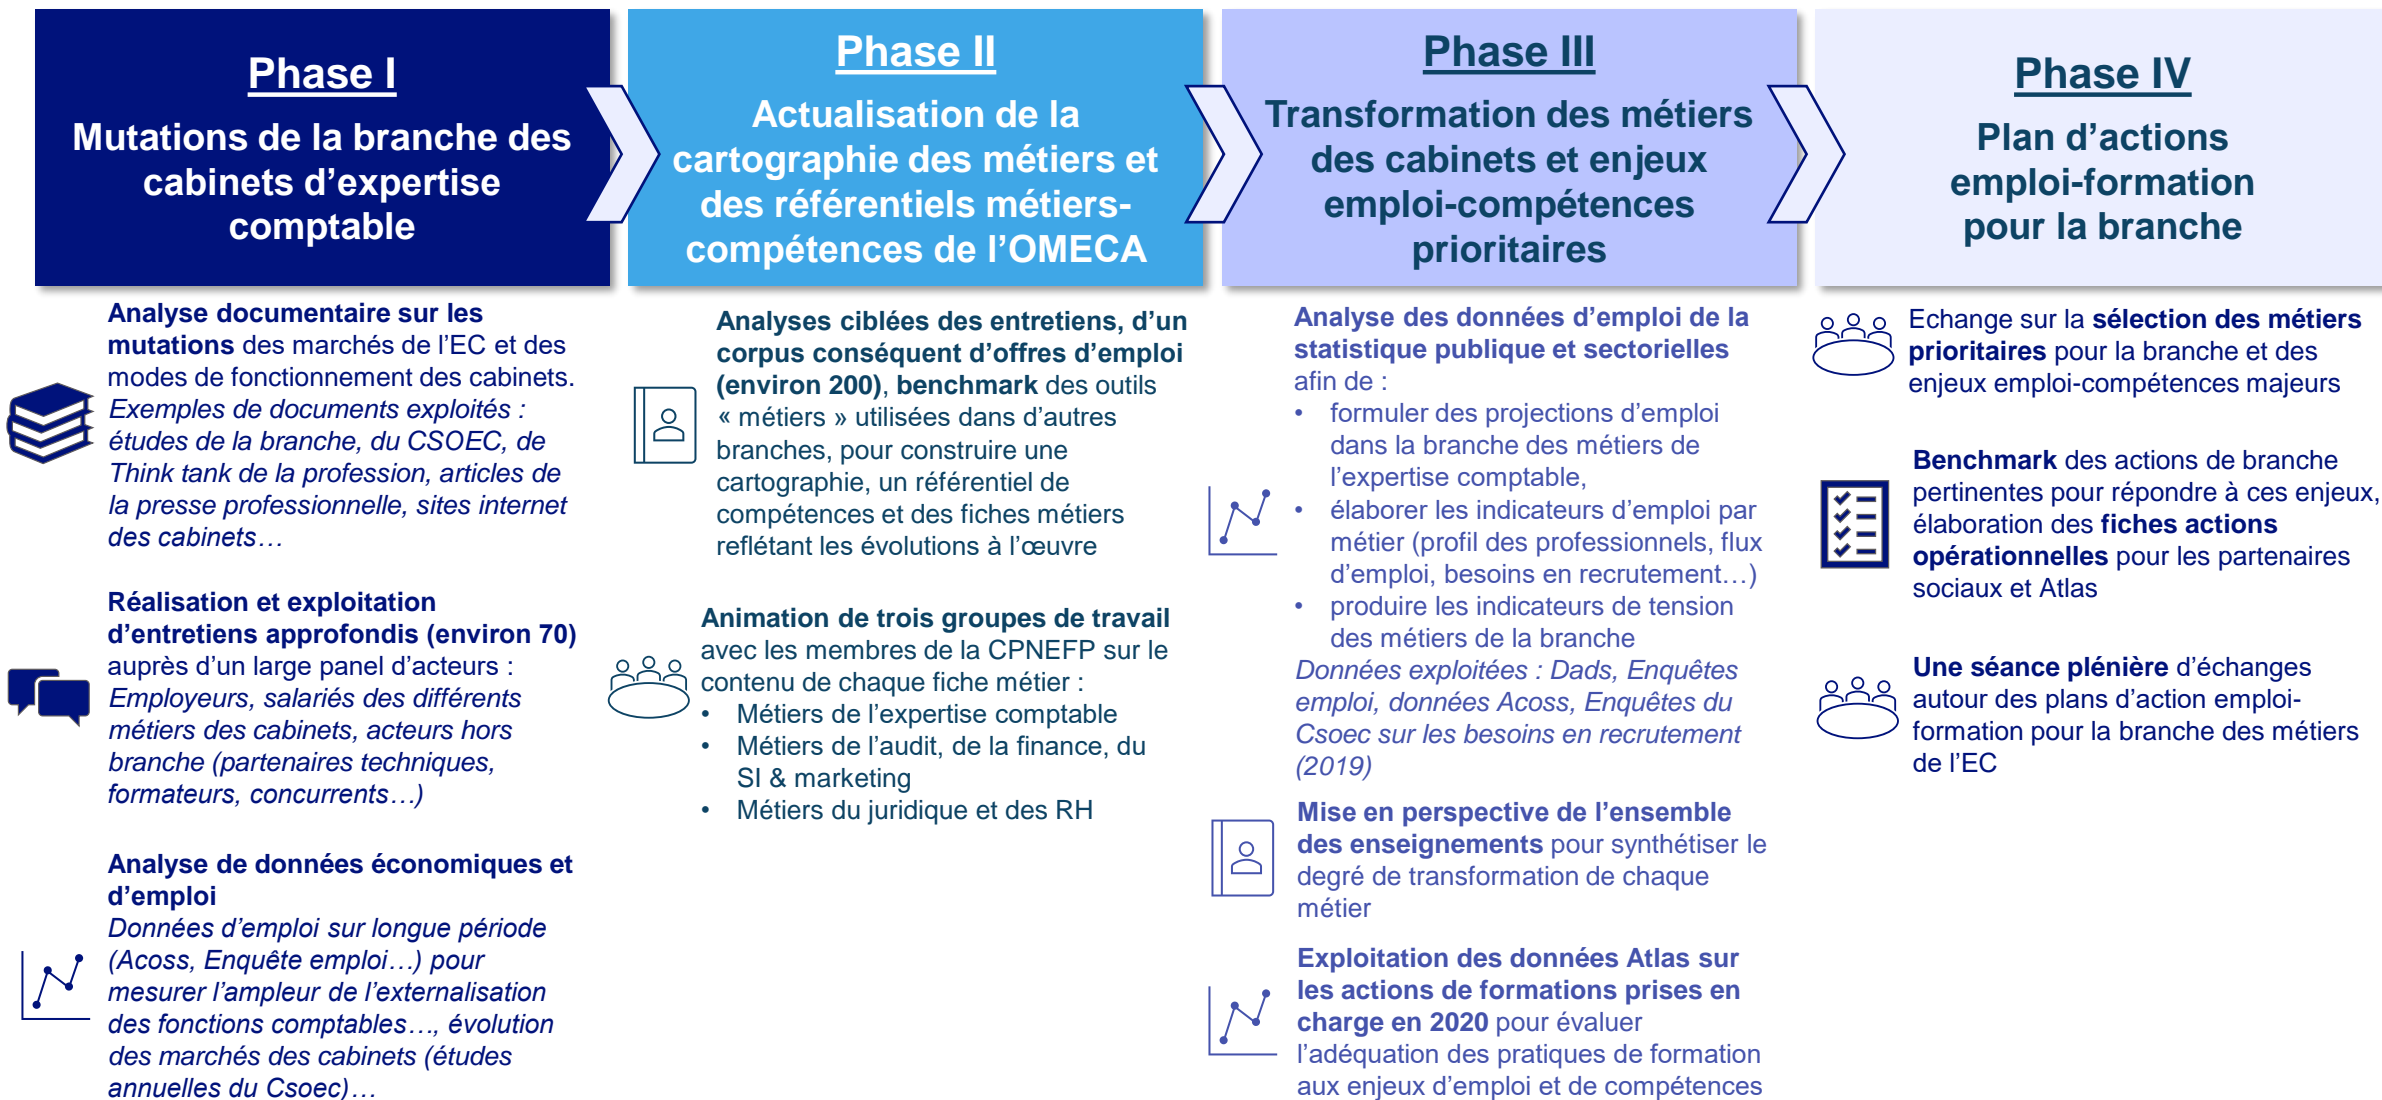 Phase I
Mutations de la branche des
cabinets d’expertise
comptable
Analyse documentaire sur les
mutations des marchés de l’EC et des
modes de fonctionnement des cabinets.
Exemples de documents exploités :
études de la branche, du CSOEC, de
Think tank de la profession, articles de
la presse professionnelle, sites internet
des cabinets…
Réalisation et exploitation
d’entretiens approfondis (environ 70)
auprès d’un large panel d’acteurs :
Employeurs, salariés des différents
métiers des cabinets, acteurs hors
branche (partenaires techniques,
formateurs, concurrents…)
Analyse de données économiques et
d’emploi
Données d’emploi sur longue période
(Acoss, Enquête emploi…) pour
mesurer l’ampleur de l’externalisation
des fonctions comptables…, évolution
des marchés des cabinets (études
annuelles du Csoec)…
Phase II
Actualisation de la
cartographie des métiers et
des référentiels métiers-
compétences de l’OMECA
Analyses ciblées des entretiens, d’un
corpus conséquent d’offres d’emploi
(environ 200), benchmark des outils
« métiers » utilisées dans d’autres
branches, pour construire une
cartographie, un référentiel de
compétences et des fiches métiers
reflétant les évolutions à l’œuvre
Animation de trois groupes de travail
avec les membres de la CPNEFP sur le
contenu de chaque fiche métier :
• Métiers de l’expertise comptable
• Métiers de l’audit, de la finance, du
SI & marketing
• Métiers du juridique et des RH
Phase III
Transformation des métiers
des cabinets et enjeux
emploi-compétences
prioritaires
Analyse des données d’emploi de la
statistique publique et sectorielles
afin de :
• formuler des projections d’emploi
dans la branche des métiers de
l’expertise comptable,
• élaborer les indicateurs d’emploi par
métier (profil des professionnels, flux
d’emploi, besoins en recrutement…)
• produire les indicateurs de tension
des métiers de la branche
Données exploitées : Dads, Enquêtes
emploi, données Acoss, Enquêtes du
Csoec sur les besoins en recrutement
(2019)
Mise en perspective de l’ensemble
des enseignements pour synthétiser le
degré de transformation de chaque
métier
Exploitation des données Atlas sur
les actions de formations prises en
charge en 2020 pour évaluer
l’adéquation des pratiques de formation
aux enjeux d’emploi et de compétences
Phase IV
Plan d’actions
emploi-formation
pour la branche
Echange sur la sélection des métiers
prioritaires pour la branche et des
enjeux emploi-compétences majeurs
Benchmark des actions de branche
pertinentes pour répondre à ces enjeux,
élaboration des fiches actions
opérationnelles pour les partenaires
sociaux et Atlas
Une séance plénière d’échanges
autour des plans d’action emploi-
formation pour la branche des métiers
de l’EC